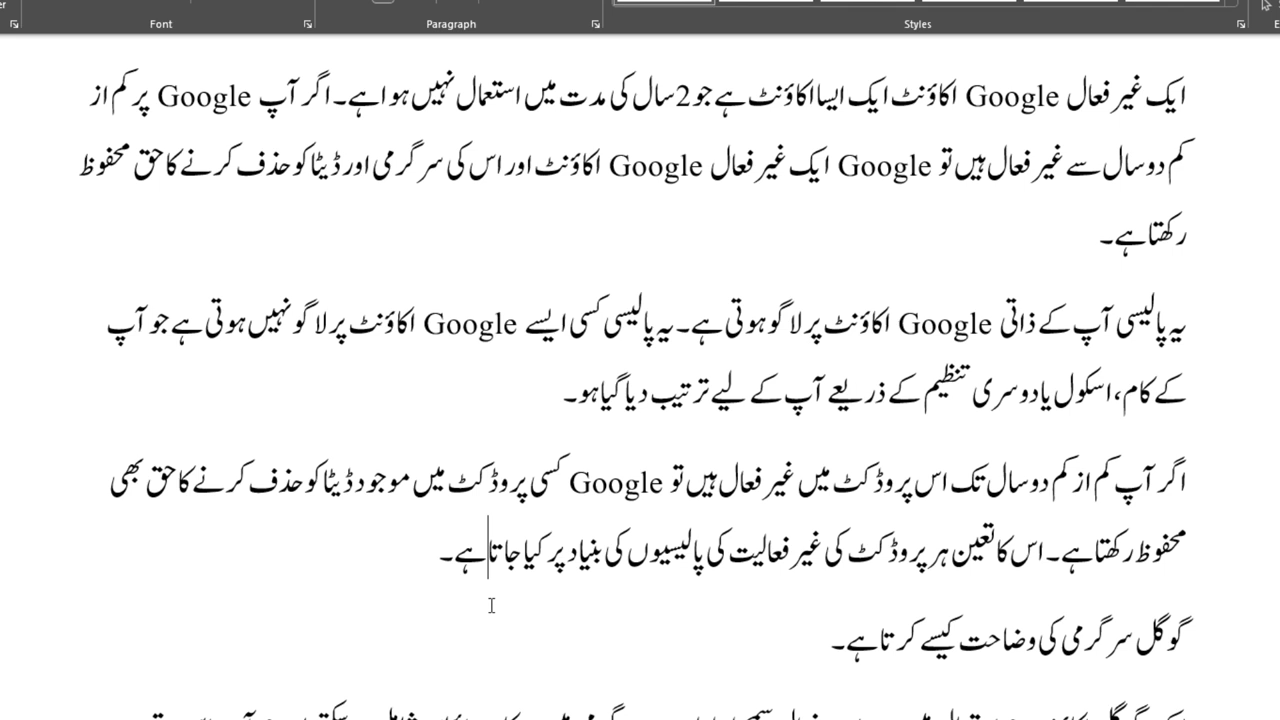 Font
Paragraph
Styles
ایک غیر فعال Google اکاؤنٹ ایک ایسا اکاؤنٹ ہے جو 2 سال کی مدت میں استعمال نہیں ہوا ہے۔ اگر آپ Google پر کم از
کم دو سال سے غیر فعال ہیں تو Google ایک غیر فعال Google اکاؤنٹ اور اس کی سرگرمی اور ڈیٹا کو حذف کرنے کا حق محفوظ
رکھتا ہے۔
یہ پالیسی آپ کے ذاتی Google اکاؤنٹ پر لاگو ہوتی ہے۔ یہ پالیسی کسی ایسے Google اکاؤنٹ پر لاگو نہیں ہوتی ہے جو آپ
کے کام، اسکول یا دوسری تنظیم کے ذریعے آپ کے لیے ترتیب دیا گیا ہو۔
اگر آپ کم از کم دو سال تک اس پروڈکٹ میں غیر فعال ہیں تو Google کسی پروڈکٹ میں موجود ڈیٹا کو حذف کرنے کا حق بھی
محفوظ رکھتا ہے۔ اس کا تعین ہر پروڈکٹ کی غیر فعالیت کی پالیسیوں کی بنیاد پر کیا جاتا ہے۔
گوگل سرگرمی کی وضاحت کیسے کرتا ہے۔